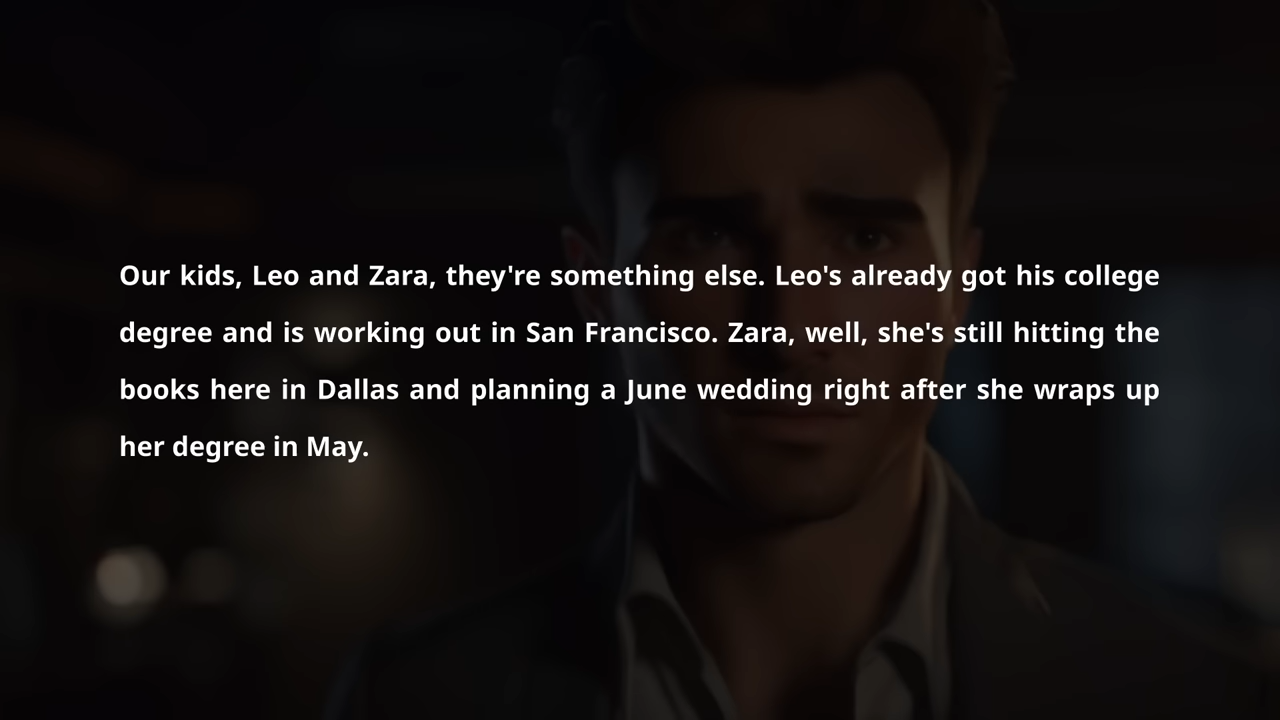 Our kids, Leo and Zara, they're something else. Leo's already got his college
degree and is working out in San Francisco. Zara, well, she's still hitting the
books here in Dallas and planning a June wedding right after she wraps up
her degree in May.